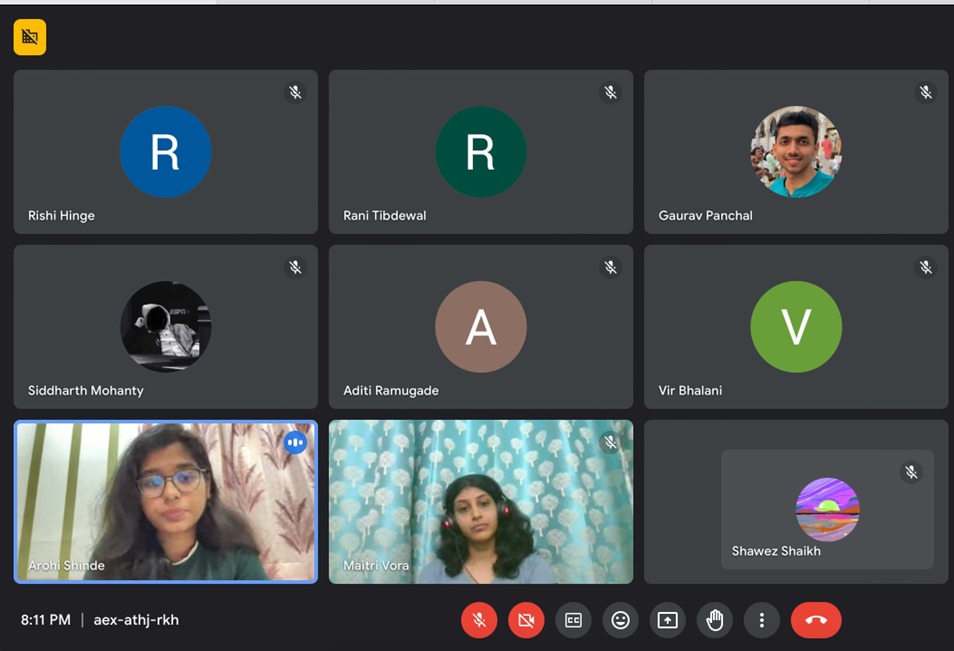 R
Rishi Hinge
R
Rani Tibdewal
Gaurav Panchal
Siddharth Mohanty
A
Aditi Ramugade
V
Vir Bhalani
Arohi Shinde
Maitri Vora
Shawez Shaikh
8:11 PM | aex-athj-rkh
CC